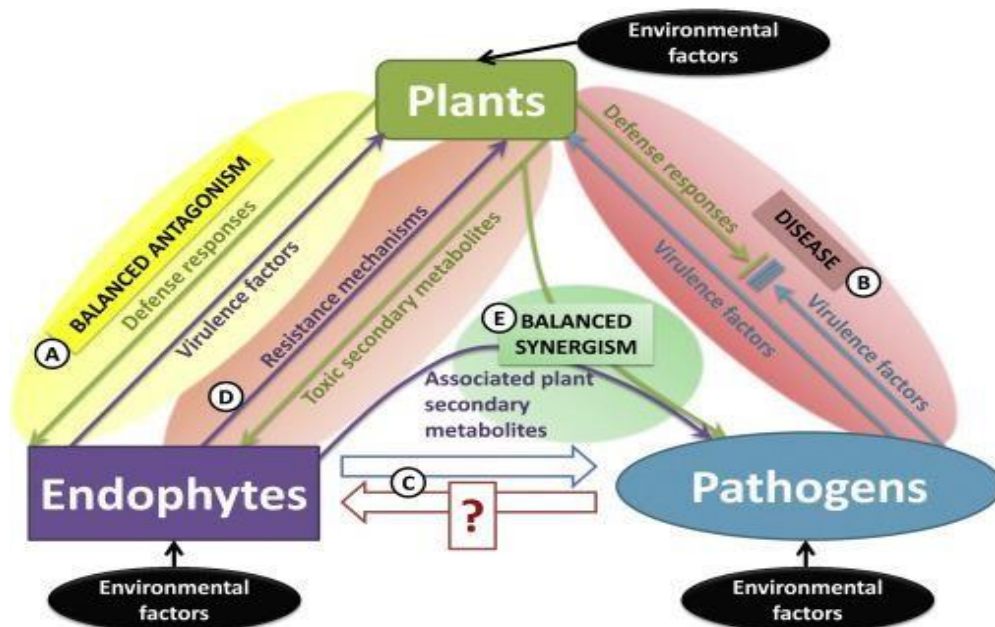 Environmental
factors
Plants
BALANCED ANTAGONISM
Defense responses
Virulence factors
A
Resistance mechanisms
Toxic secondary metabolites
D
Defense responses
DISEASE
B
Virulence factors
Virulence factors
E
BALANCED
SYNERGISM
Associated plant
secondary
metabolites
Endophytes
C
?
Pathogens
Environmental
factors
Environmental
factors